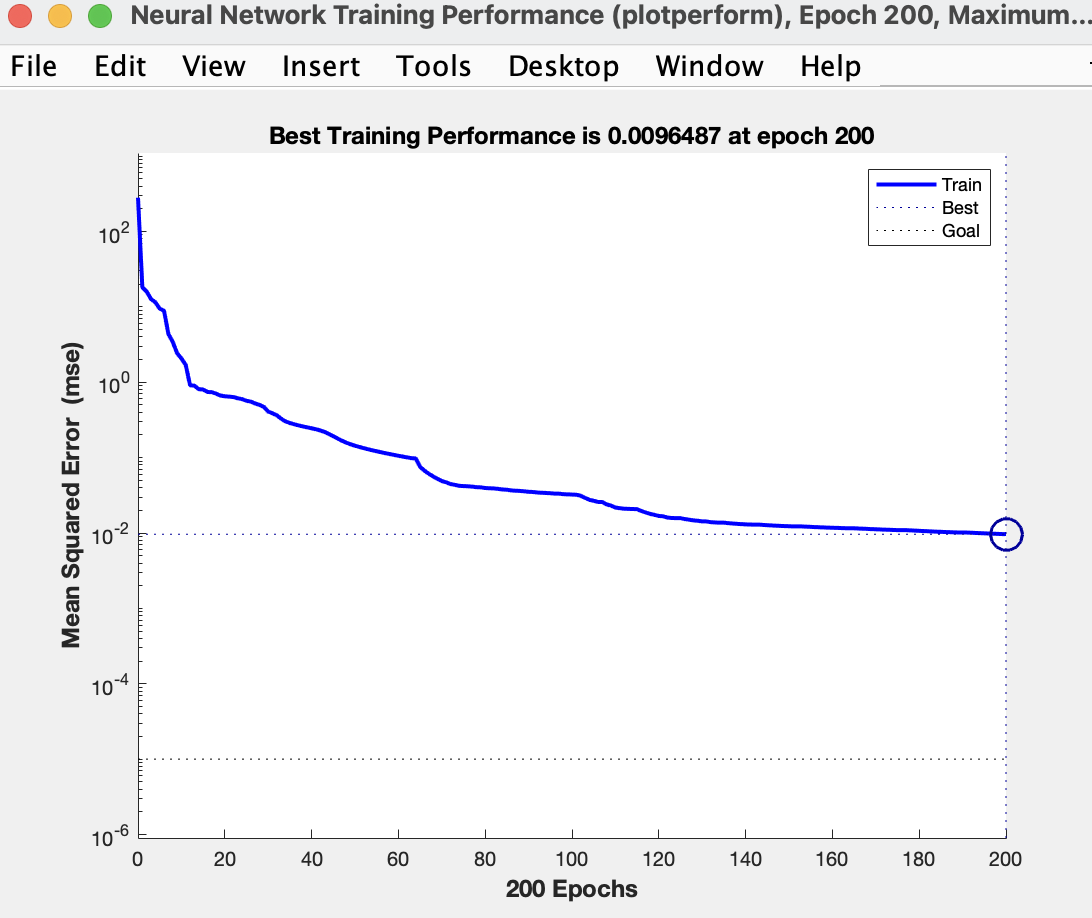 Neural Network Training Performance (plotperform), Epoch 200, Maximum...
File Edit View Insert Tools Desktop Window Help
Best Training Performance is 0.0096487 at epoch 200
Train
Best
Goal
Mean Squared Error (mse)
10^2
10^0
10^-2
10^-4
10^-6
0 20 40 60 80 100 120 140 160 180 200
200 Epochs